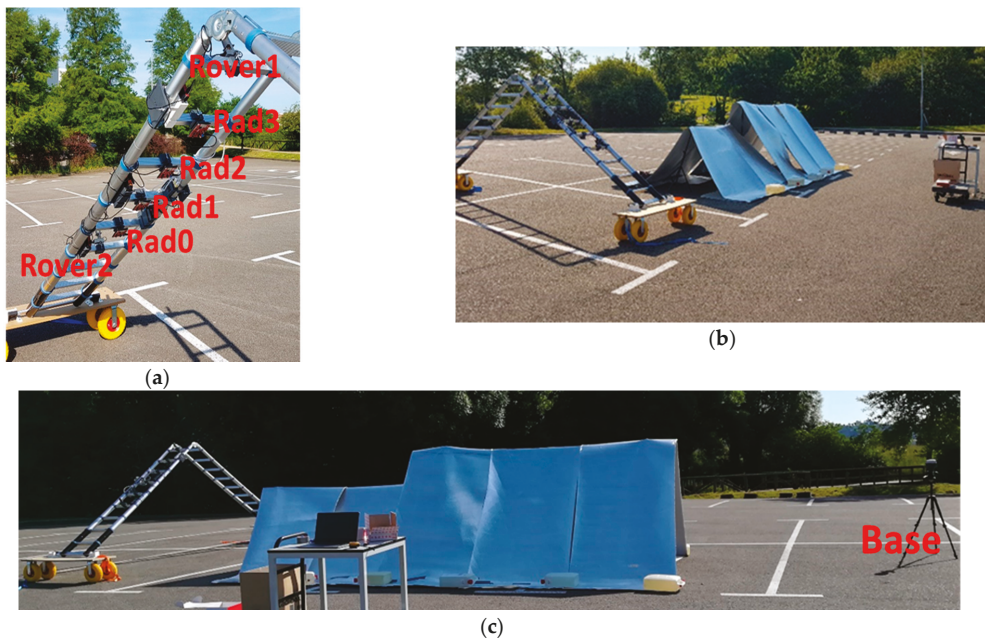 Rover1
Rad3
Rad2
Rad1
Rad0
Rover2
(a)
(b)
Base
(c)